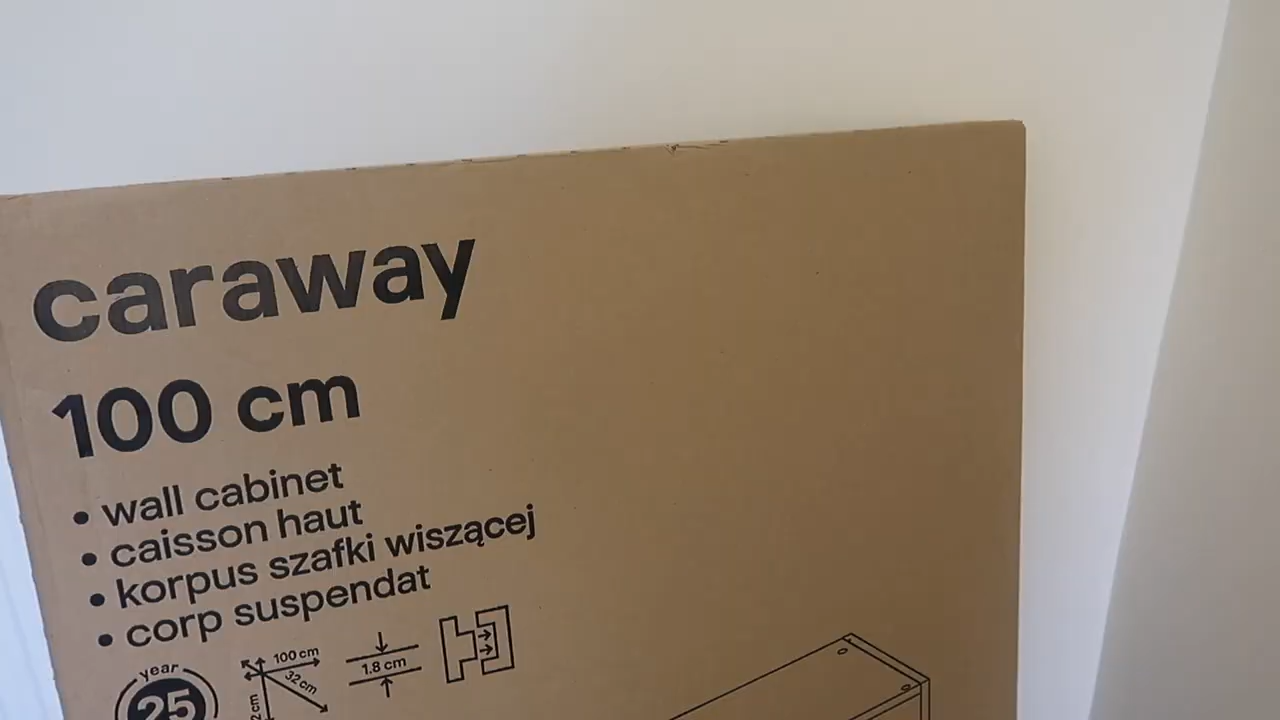 caraway
100 cm
• wall cabinet
• caisson haut
• korpus szafki wiszącej
• corp suspendat
year
25
100 cm
32 cm
1.8 cm